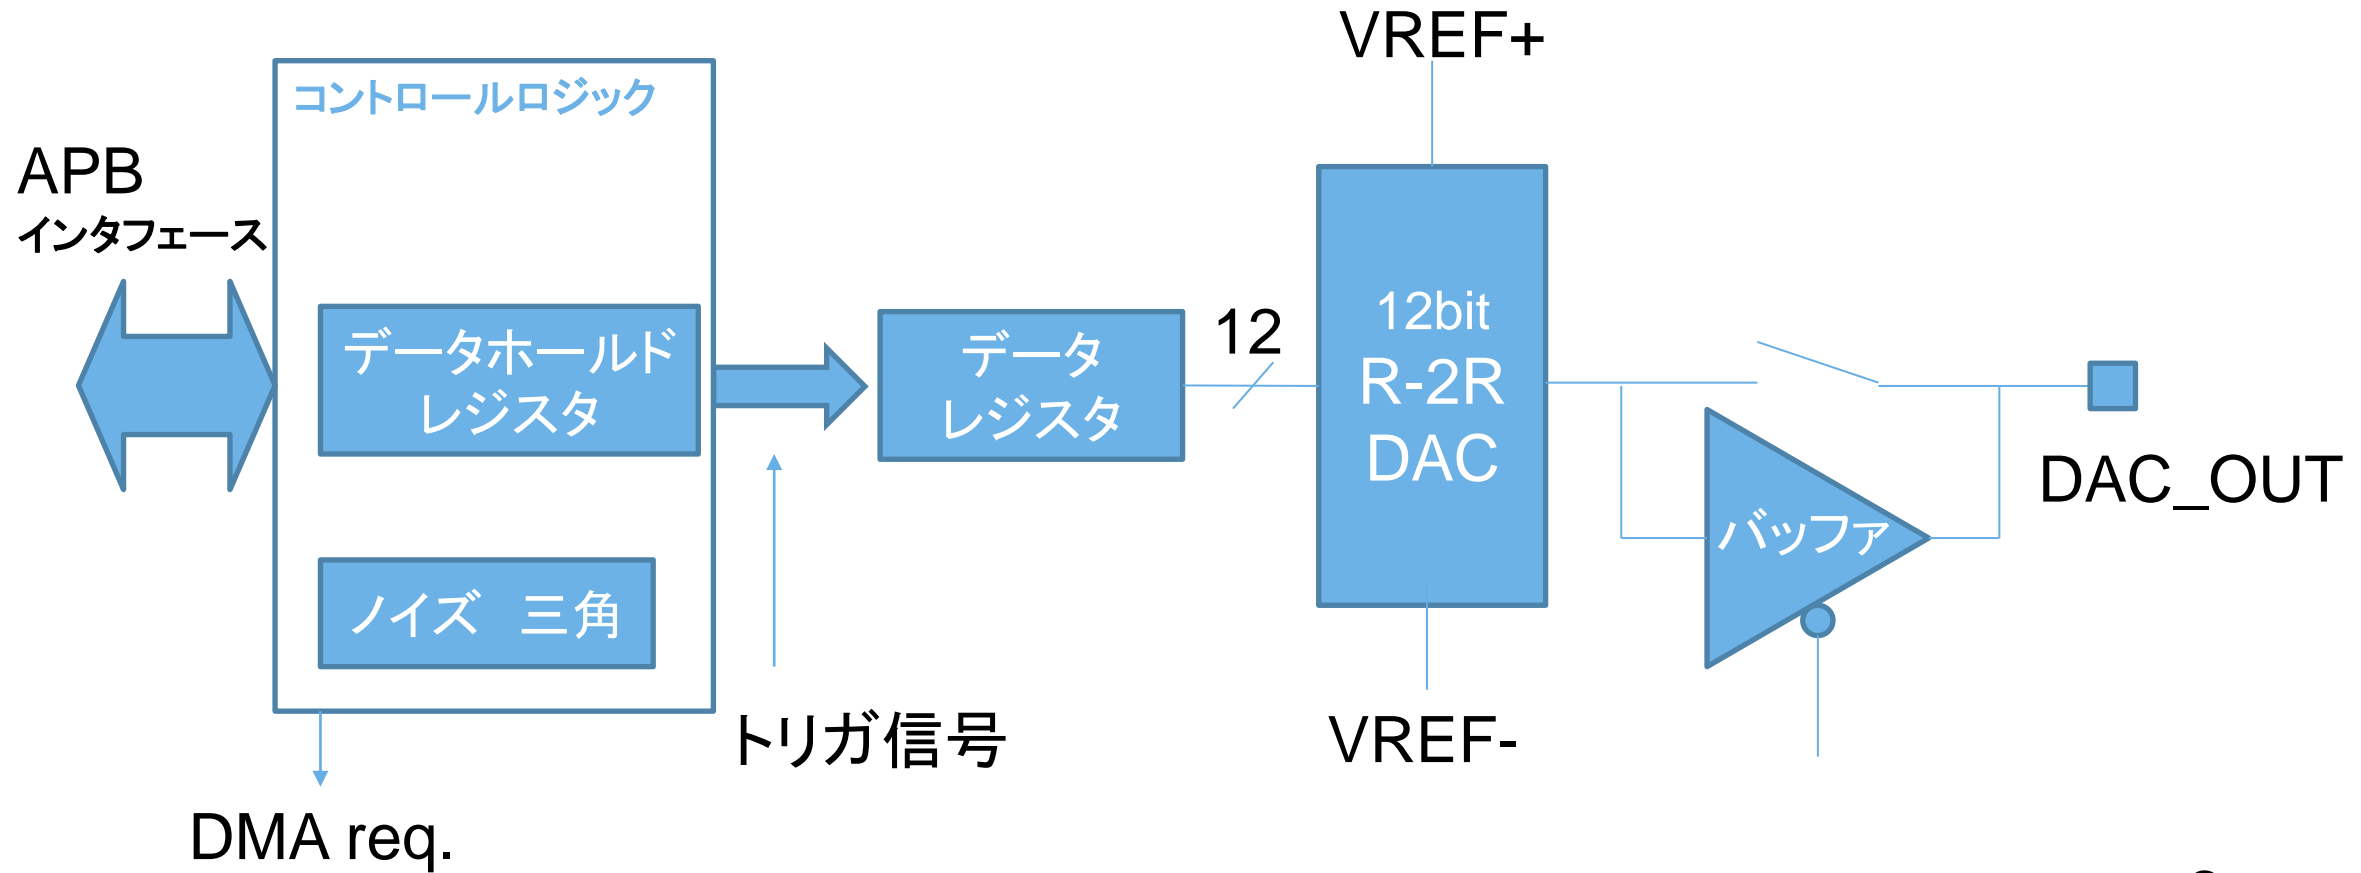 VREF+
コントロールロジック
APB
インタフェース
データホールド
レジスタ
データ
レジスタ
12
12bit
R-2R
DAC
DAC_OUT
バッファ
ノイズ　三角
トリガ信号
VREF-
DMA req.